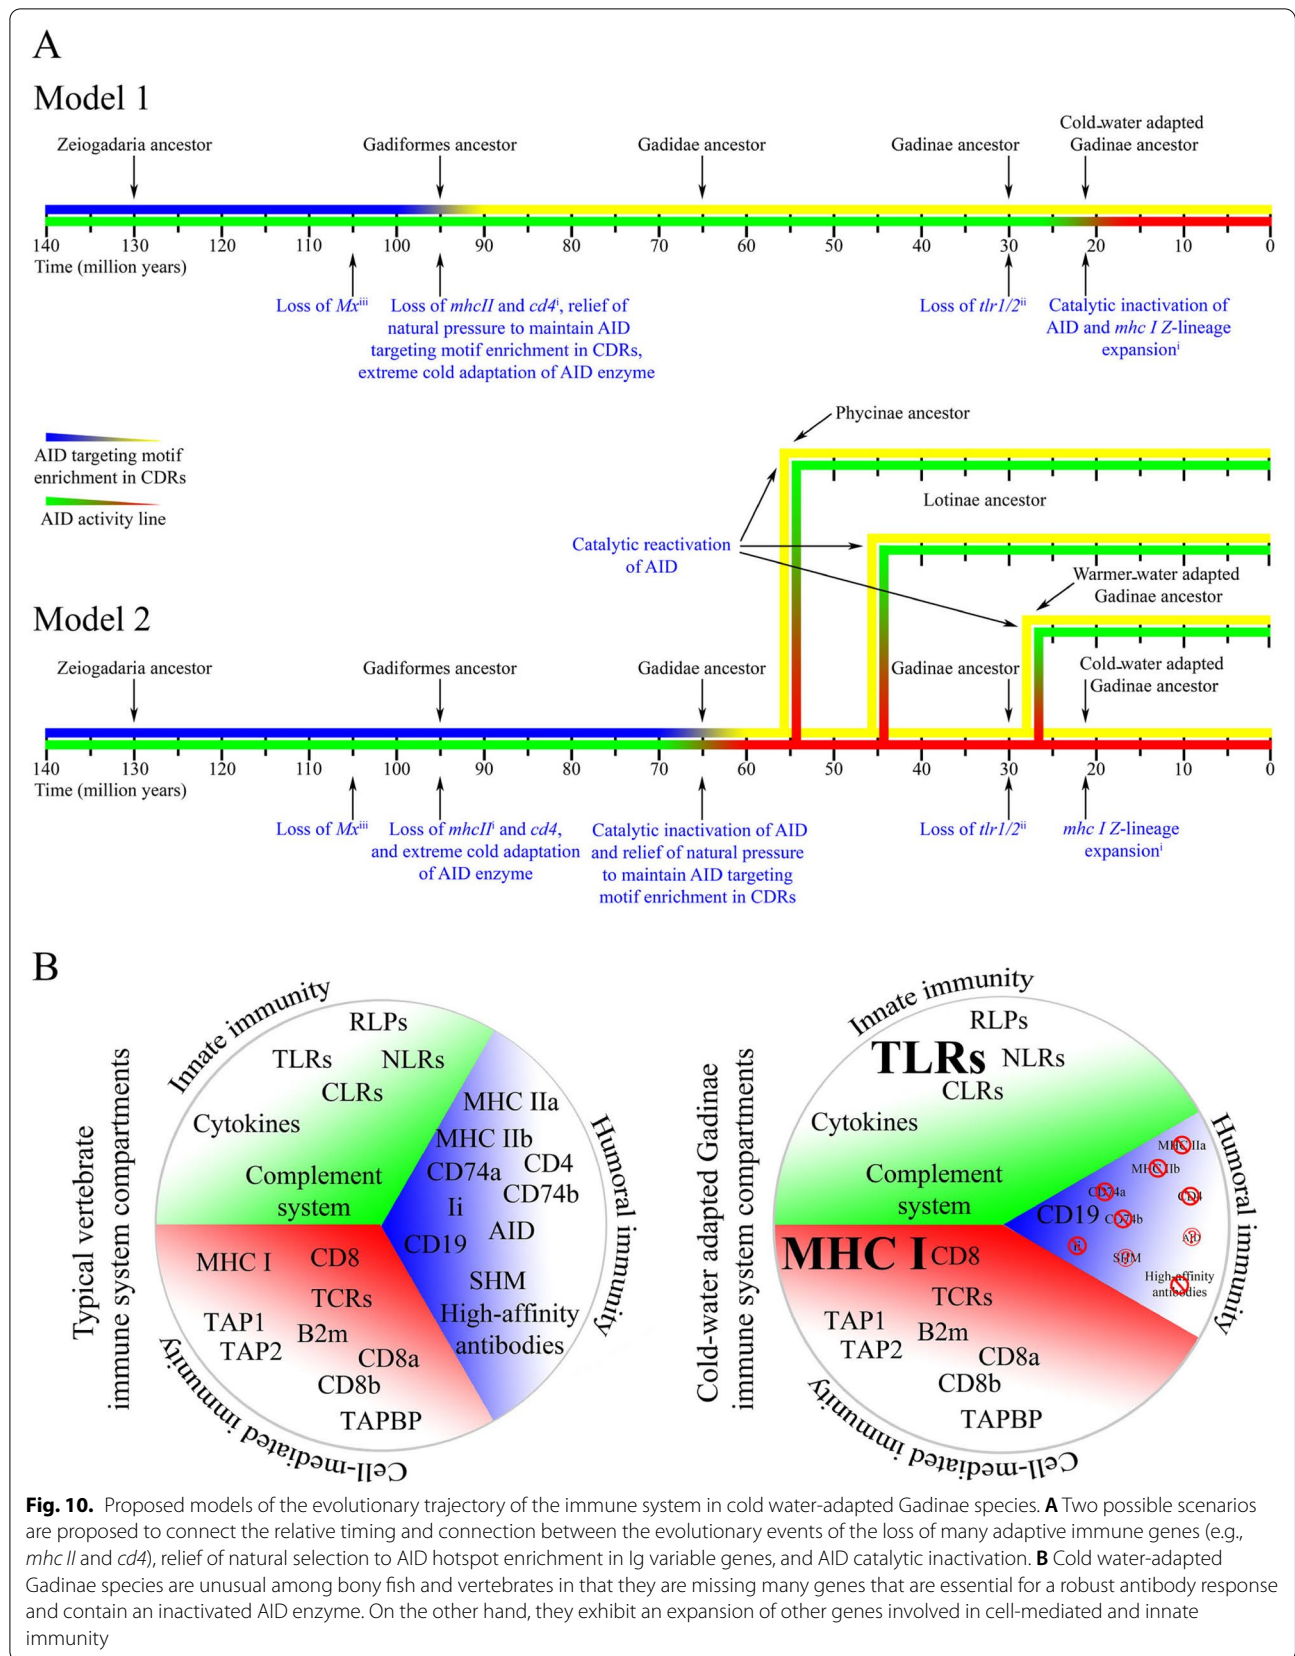 A
Model 1
Zeiogadaria ancestor
Gadiformes ancestor
Gadidae ancestor
Gadinae ancestor
Cold-water adapted
Gadinae ancestor
140 130 120 110 100 90 80 70 60 50 40 30 20 10 0
Time (million years)
Loss of Mxⁱⁱⁱ
Loss of mhcII and cd4ⁱ, relief of
natural pressure to maintain AID
targeting motif enrichment in CDRs,
extreme cold adaptation of AID enzyme
Loss of tlr1/2ⁱⁱ
Catalytic inactivation of
AID and mhc I Z-lineage
expansionⁱ
AID targeting motif
enrichment in CDRs
AID activity line
Phycinae ancestor
Lotinae ancestor
Catalytic reactivation
of AID
Warmer-water adapted
Gadinae ancestor
Model 2
Zeiogadaria ancestor
Gadiformes ancestor
Gadidae ancestor
Gadinae ancestor
Cold-water adapted
Gadinae ancestor
140 130 120 110 100 90 80 70 60 50 40 30 20 10 0
Time (million years)
Loss of Mxⁱⁱⁱ
Loss of mhcIIⁱ and cd4,
and extreme cold adaptation
of AID enzyme
Catalytic inactivation of AID
and relief of natural pressure
to maintain AID targeting
motif enrichment in CDRs
Loss of tlr1/2ⁱⁱ
mhc I Z-lineage
expansionⁱ
B
Typical vertebrate
immune system compartments
Innate immunity
RLPs
TLRs NLRs
CLRs
Cytokines
Complement
system
Humoral immunity
MHC IIa
MHC IIb
CD74a CD4
CD74b
Ii
AID
CD19
SHM
High-affinity
antibodies
Cell-mediated immunity
MHC I CD8
TCRs
TAP1
B2m
TAP2
CD8a
CD8b
TAPBP
Cold-water adapted Gadinae
immune system compartments
Innate immunity
RLPs
TLRs NLRs
CLRs
Cytokines
Complement
system
Humoral immunity
MHC IIa
MHC IIb
CD74a
CD4
CD19 CD74b
AID
Ii
SHM
High-affinity
antibodies
Cell-mediated immunity
MHC I CD8
TCRs
TAP1
B2m
TAP2
CD8a
CD8b
TAPBP
Fig. 10. Proposed models of the evolutionary trajectory of the immune system in cold water-adapted Gadinae species. A Two possible scenarios
are proposed to connect the relative timing and connection between the evolutionary events of the loss of many adaptive immune genes (e.g.,
mhc II and cd4), relief of natural selection to AID hotspot enrichment in Ig variable genes, and AID catalytic inactivation. B Cold water-adapted
Gadinae species are unusual among bony fish and vertebrates in that they are missing many genes that are essential for a robust antibody response
and contain an inactivated AID enzyme. On the other hand, they exhibit an expansion of other genes involved in cell-mediated and innate
immunity